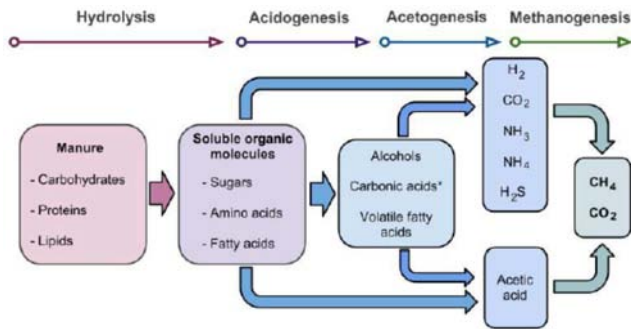 Hydrolysis
Acidogenesis
Acetogenesis
Methanogenesis
Manure
- Carbohydrates
- Proteins
- Lipids
Soluble organic
molecules
- Sugars
- Amino acids
- Fatty acids
Alcohols
Carbonic acids*
Volatile fatty
acids
H₂
CO₂
NH₃
NH₄
H₂S
Acetic
acid
CH₄
CO₂